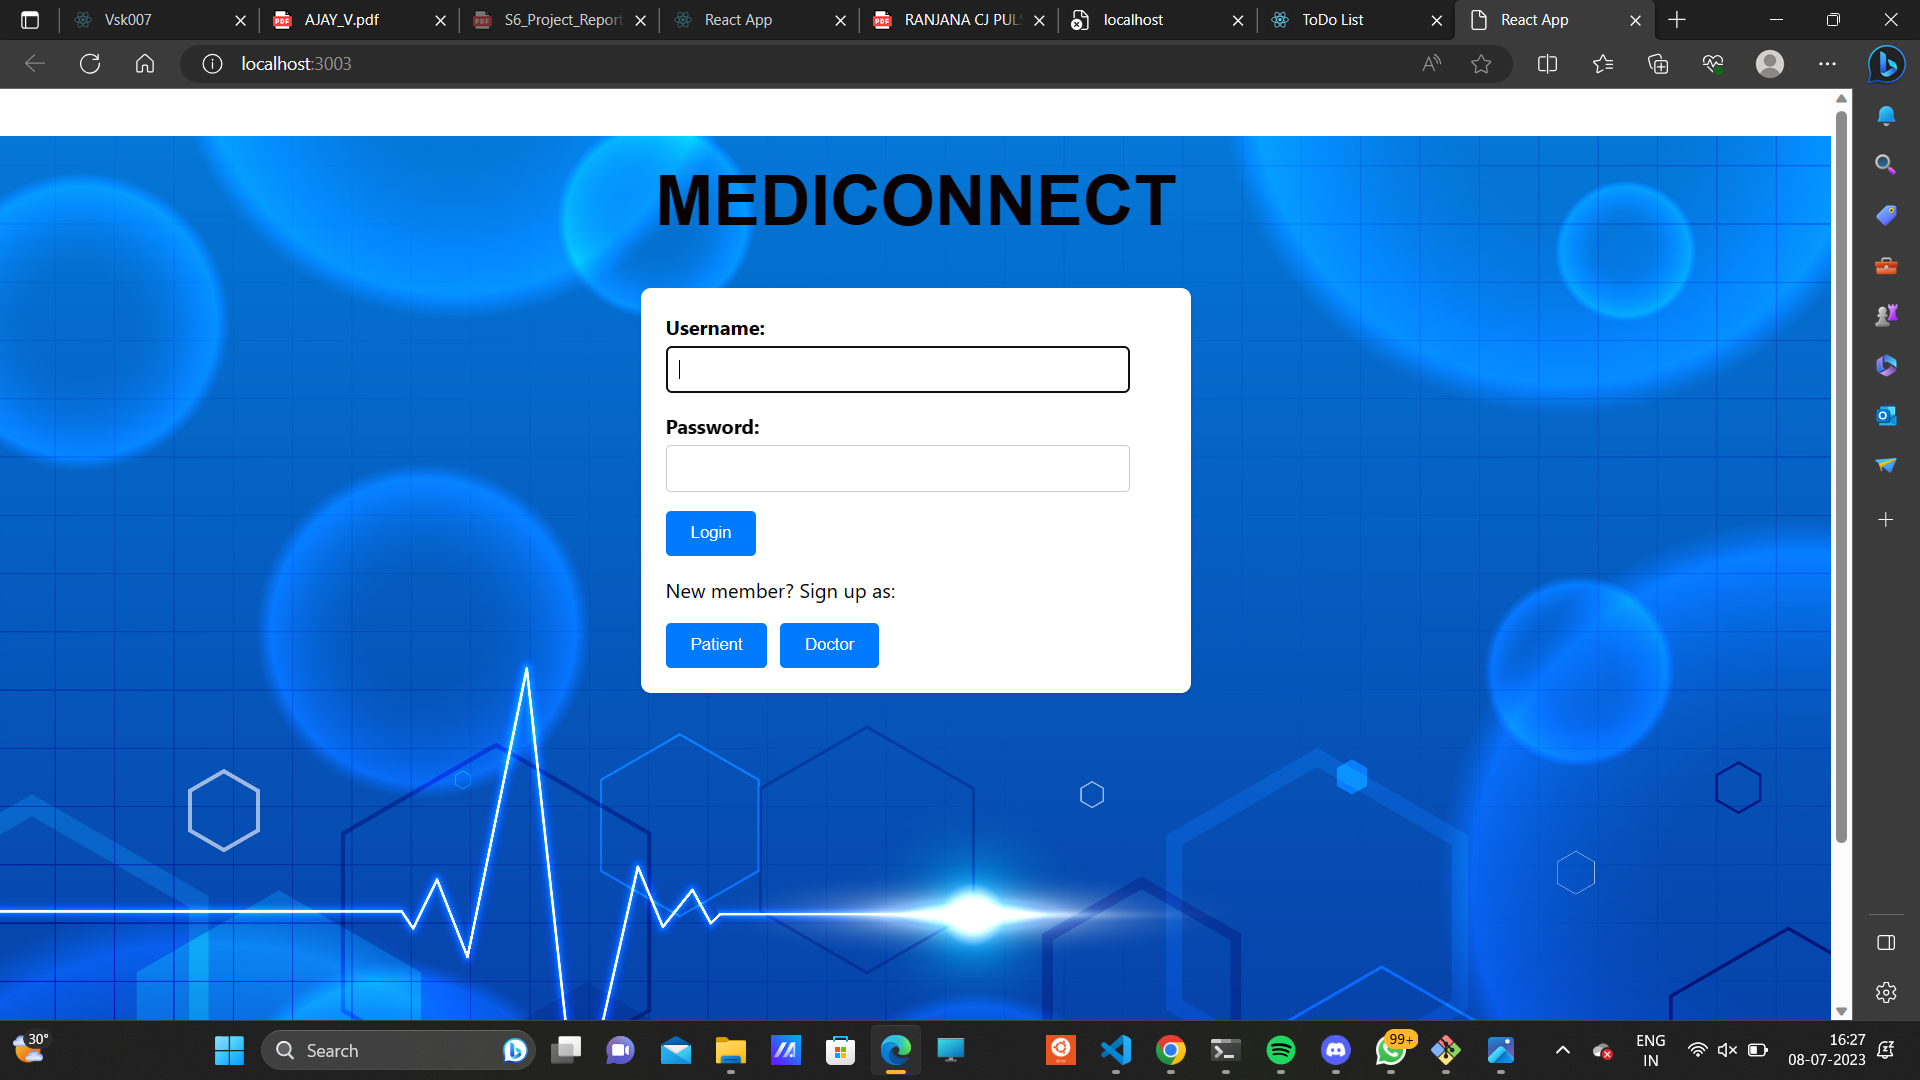 Vsk007
AJAY_V.pdf
S6_Project_Report
React App
RANJANA CJ PULS
localhost
ToDo List
React App
localhost:3003
MEDICONNECT
Username:
Password:
Login
New member? Sign up as:
Patient Doctor
30°
Search
99+
ENG
IN
16:27
08-07-2023